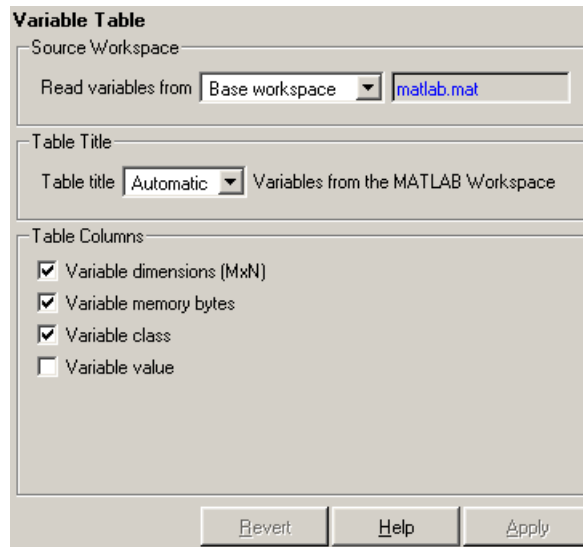 Variable Table
Source Workspace
Read variables from Base workspace matlab.mat
Table Title
Table title Automatic Variables from the MATLAB Workspace
Table Columns
Variable dimensions (MxN)
Variable memory bytes
Variable class
Variable value
Revert Help Apply